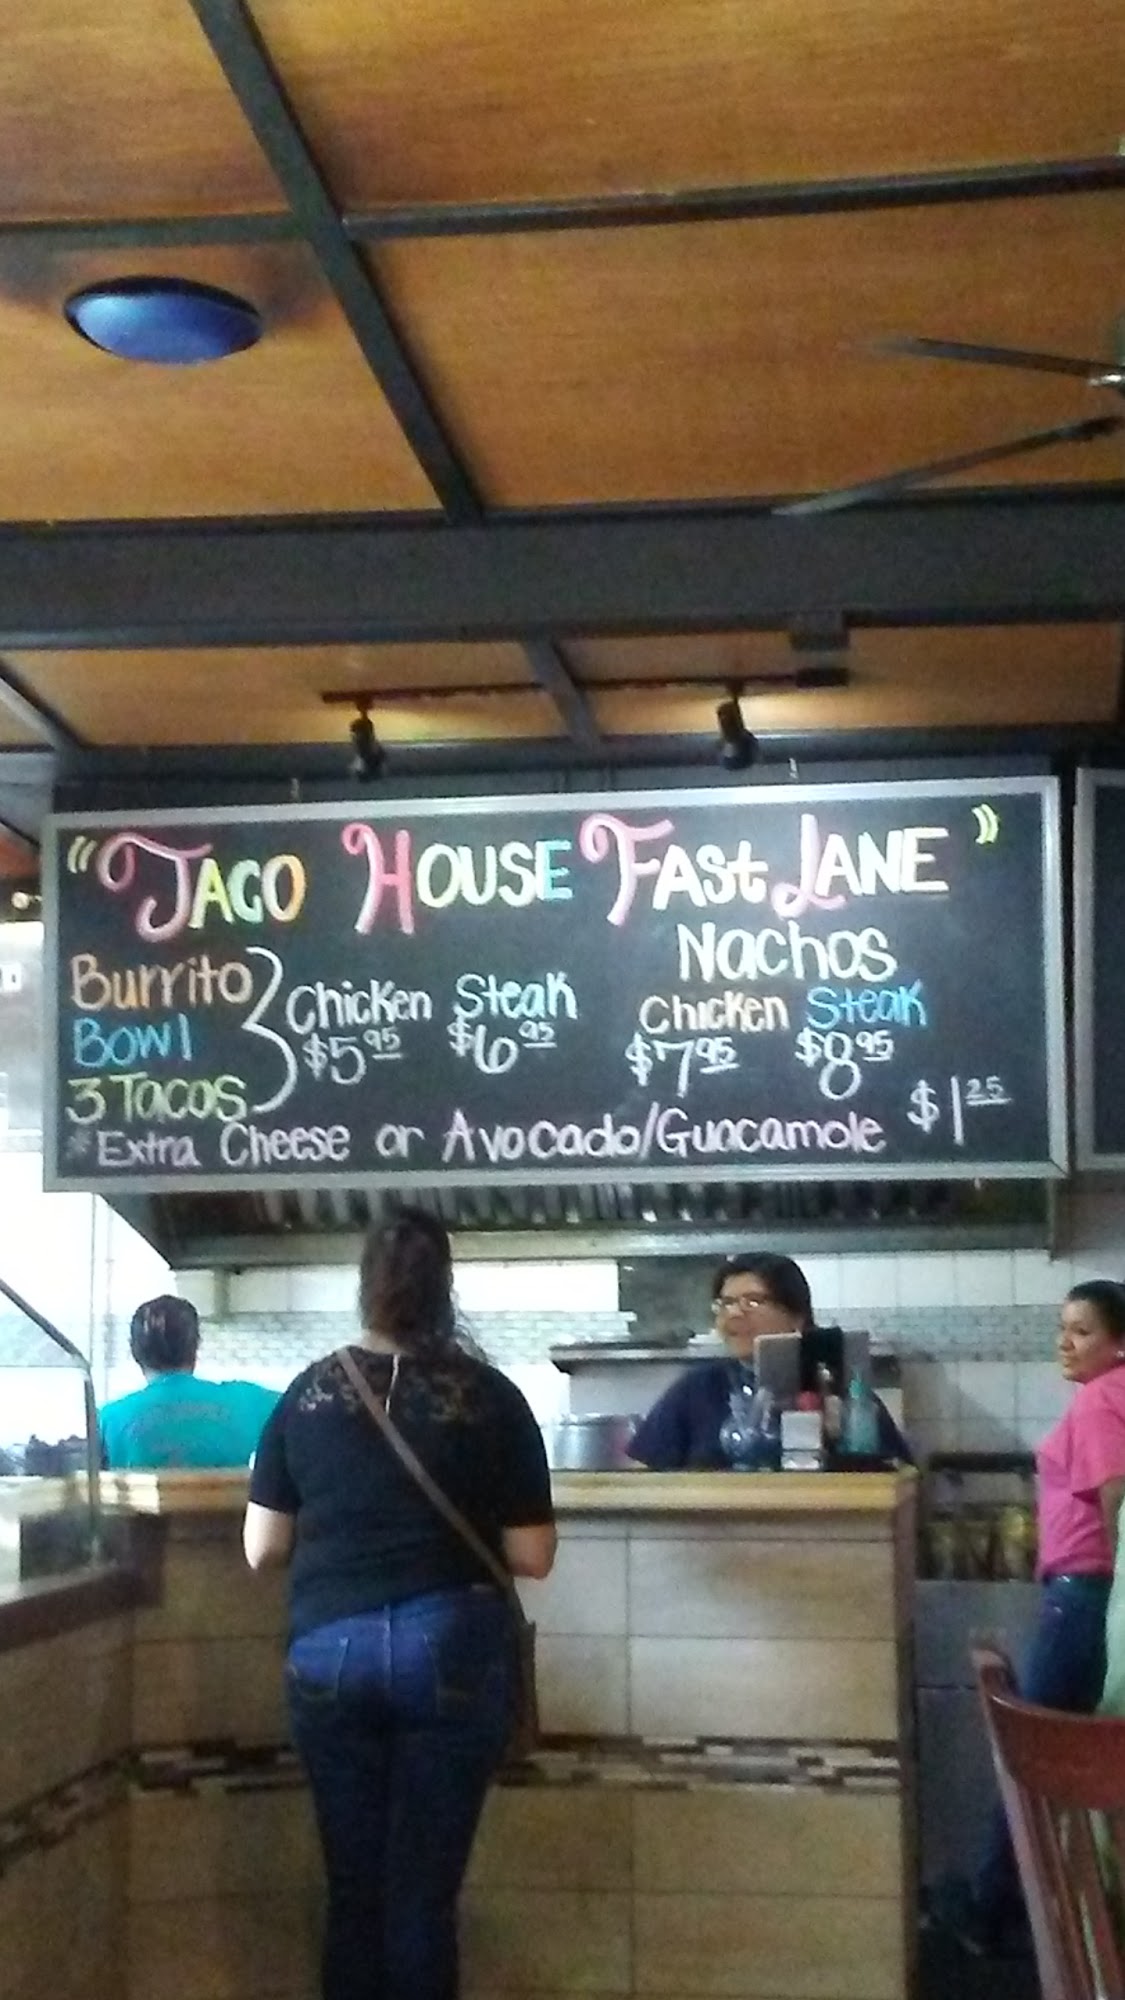 "TACO HOUSE FAST LANE"
Burrito
Bowl
3 Tacos
Chicken Steak
$5.95 $6.95
Nachos
Chicken Steak
$7.95 $8.95
*Extra Cheese or Avocado/Guacamole $1.25